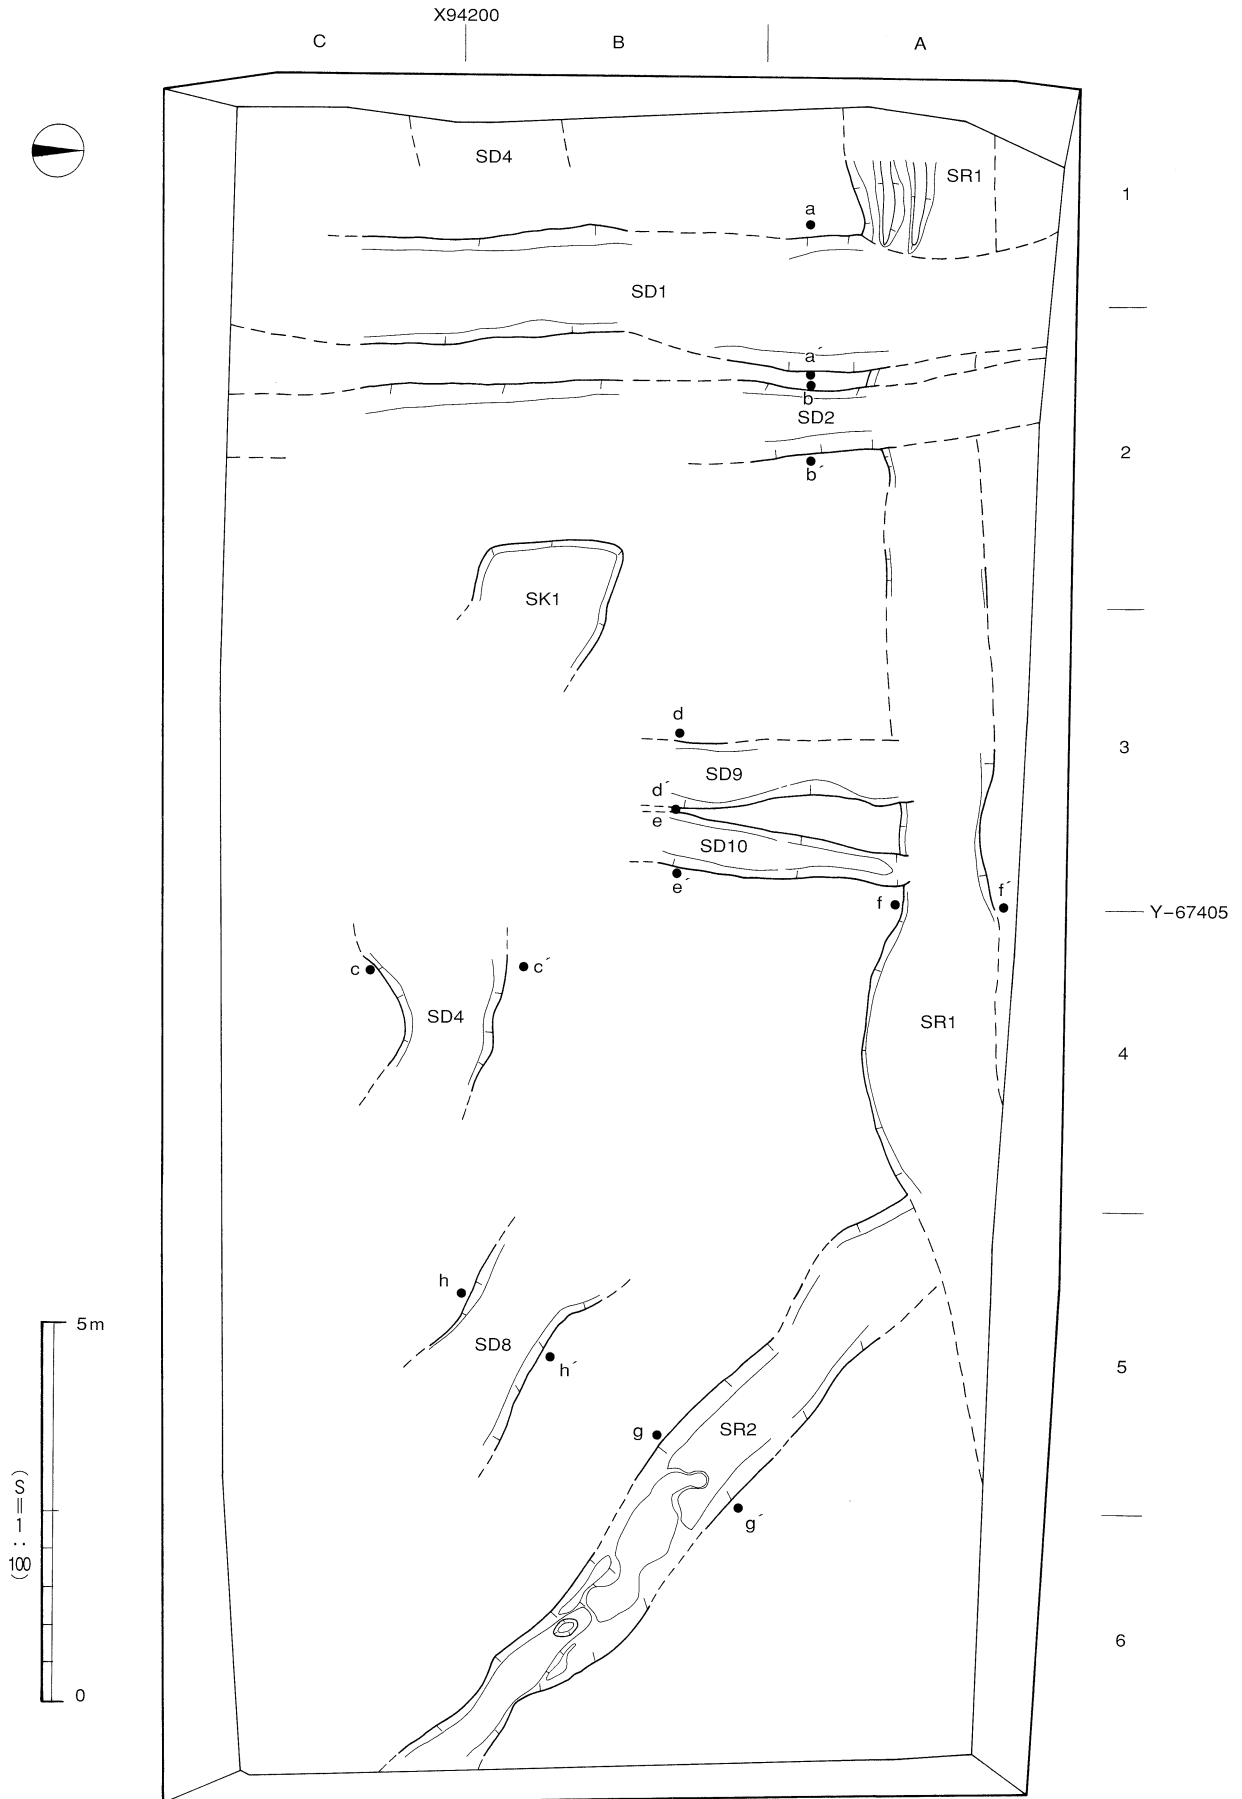 X94200
C
B
A
SD4
SR1
1
a
SD1
a´
b
SD2
b´
2
SK1
d
3
SD9
d´
e
SD10
e´
f
f´
Y−67405
c
c´
SD4
SR1
4
h
5m
SD8
h´
5
g
SR2
g´
(S=1:100)
6
0